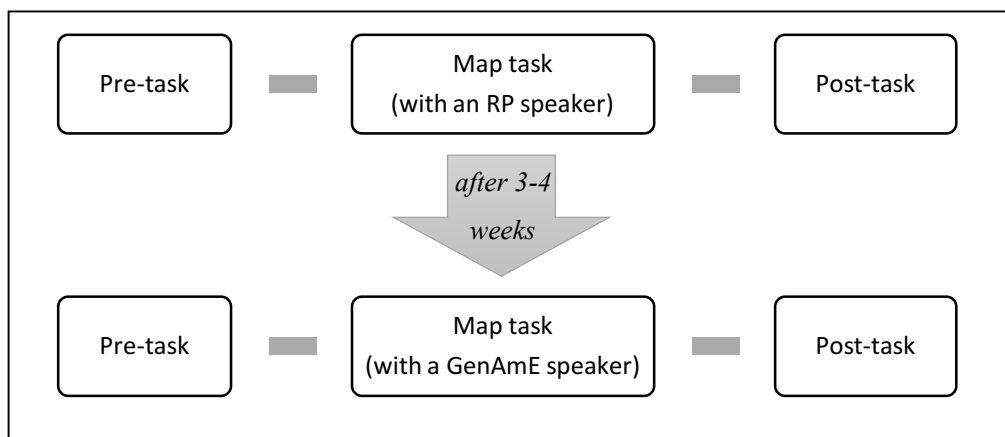 Pre-task
Map task
(with an RP speaker)
Post-task
after 3-4
weeks
Pre-task
Map task
(with a GenAmE speaker)
Post-task